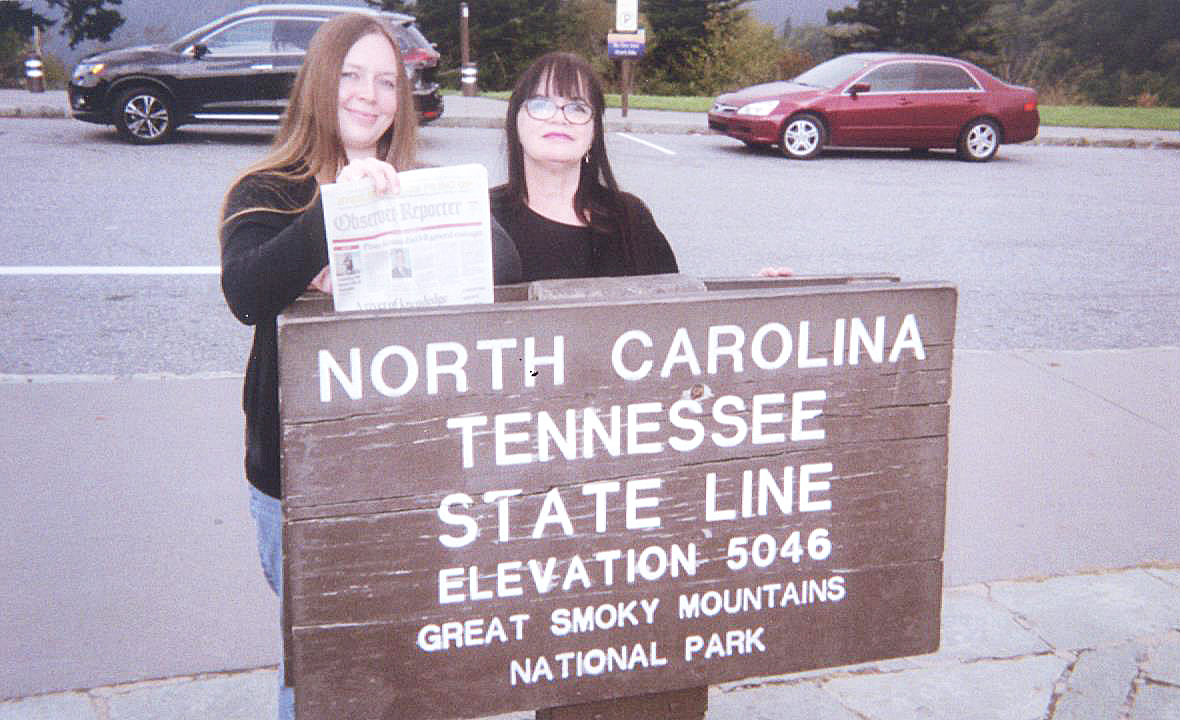 P
Observer-Reporter
NORTH CAROLINA
TENNESSEE
STATE LINE
ELEVATION 5046
GREAT SMOKY MOUNTAINS
NATIONAL PARK